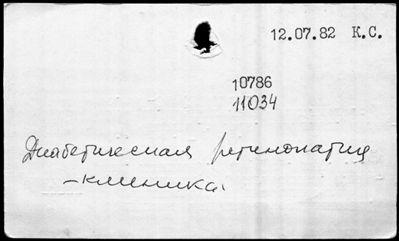 12.07.82 К.С.
10786
11034
Диабетическая ретинопатия
-клиника.